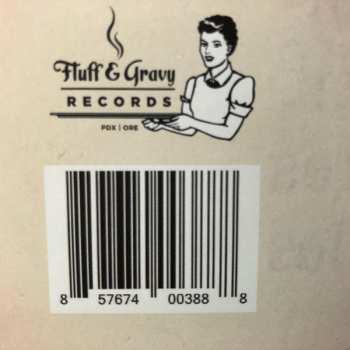 Fluff & Gravy
RECORDS
PDX | ORE
8 57674 00388 8